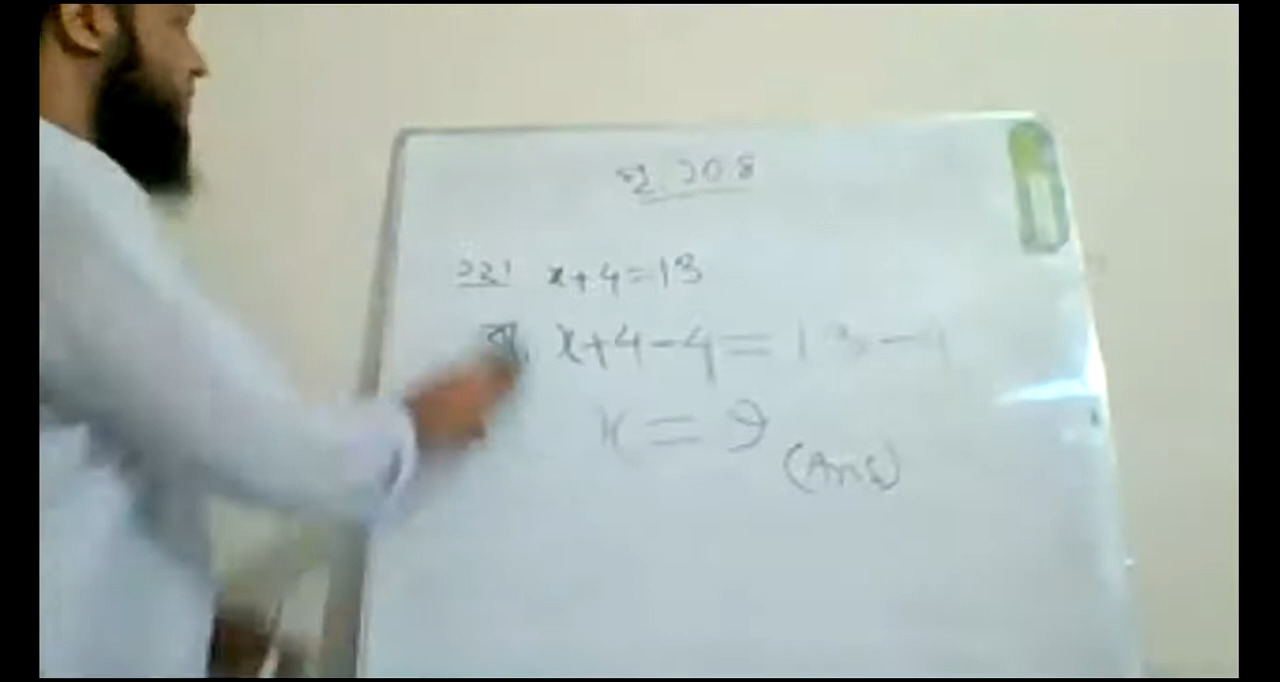 পৃ. ১০৪
১২। x+4=13
বা, x+4-4=13-4
x=9
(Ans)